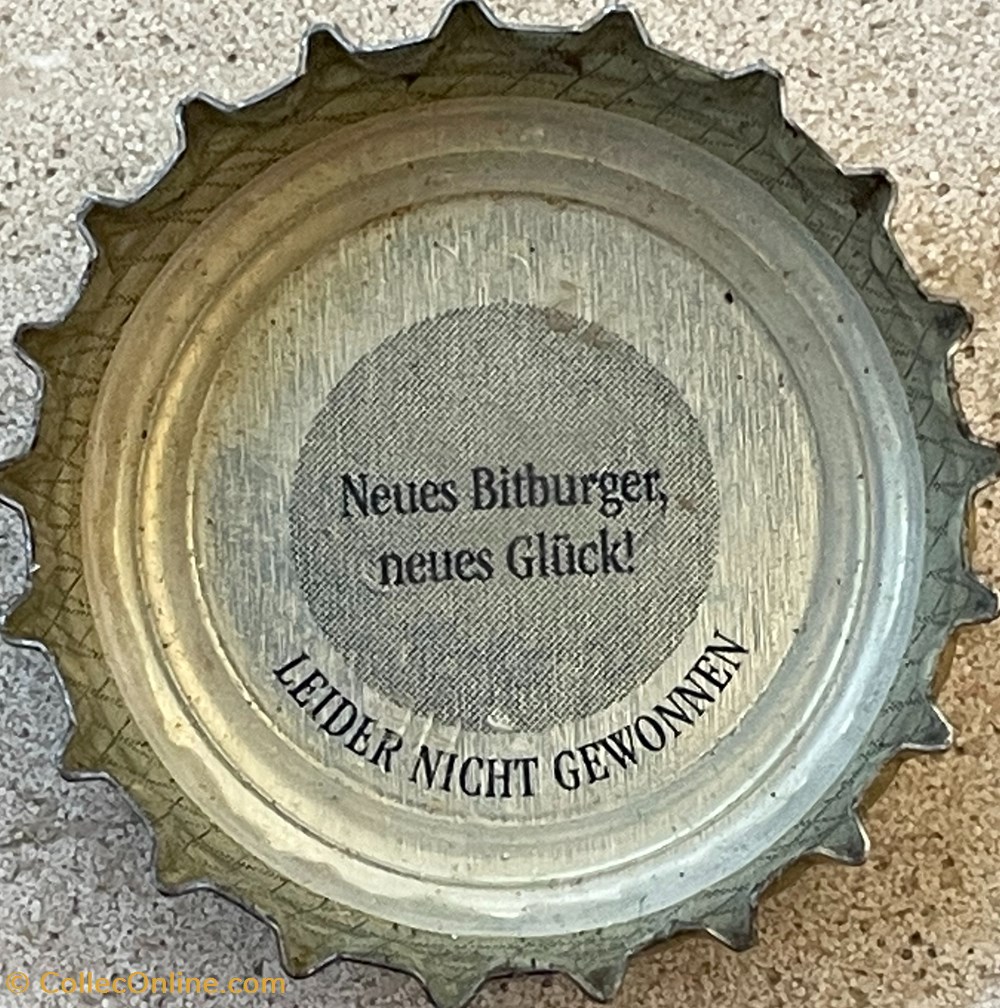 Neues Bitburger,
neues Glück!
LEIDER NICHT GEWONNEN
© CollecOnline.com